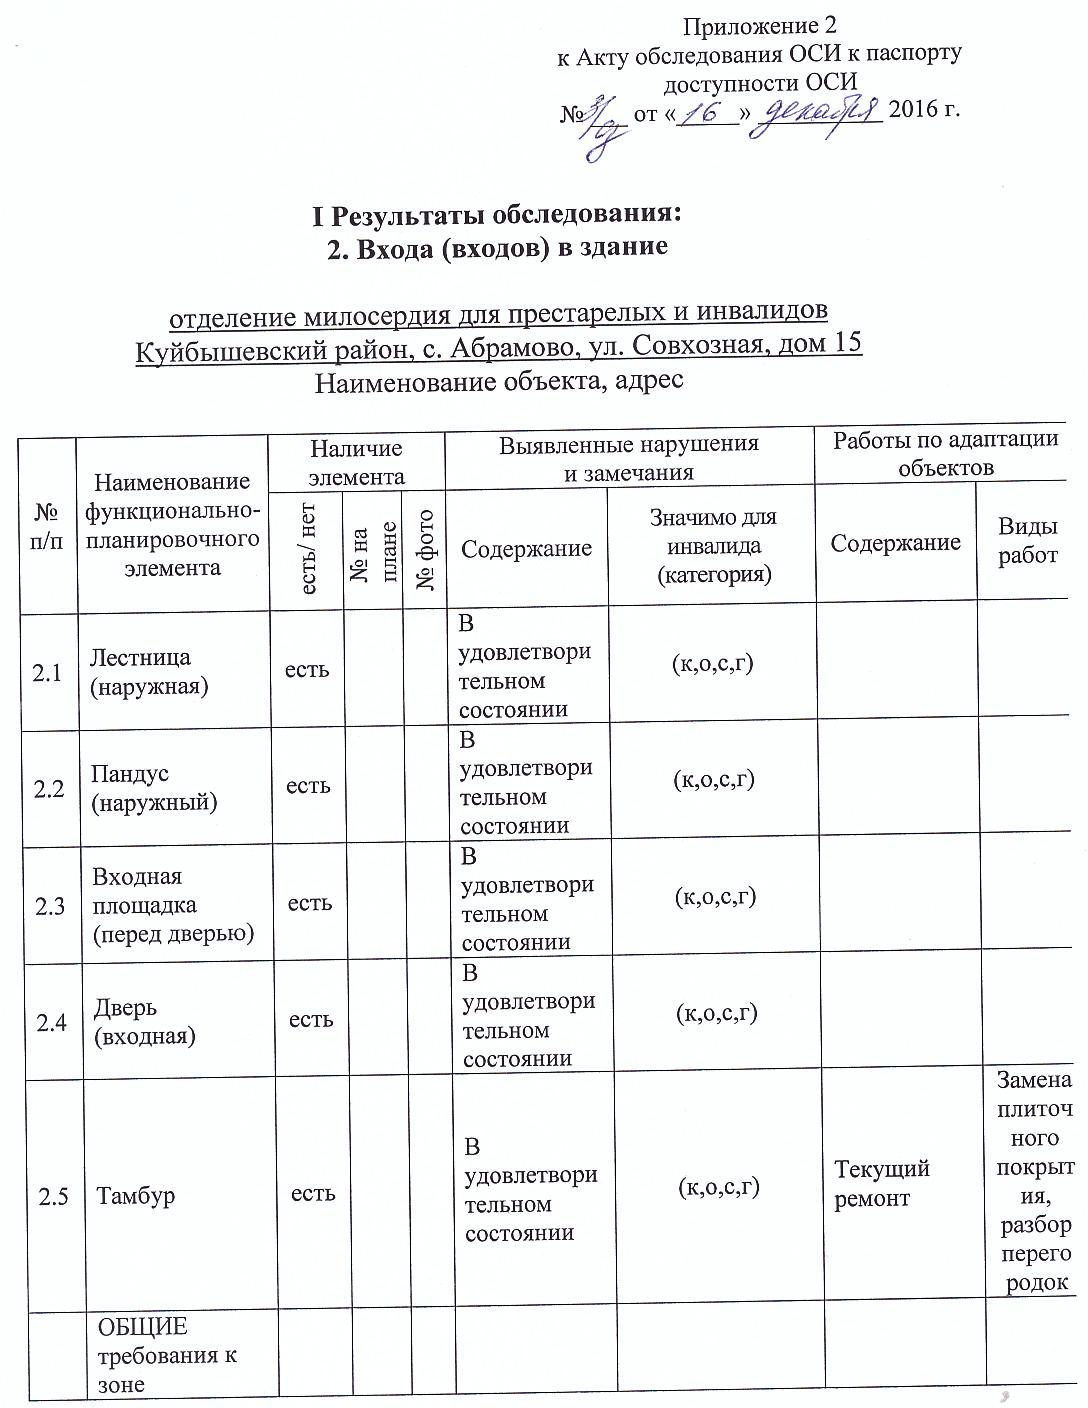 Приложение 2
к Акту обследования ОСИ к паспорту
доступности ОСИ
№ 3/д от « 16 » декабря 2016 г.
I Результаты обследования:
2. Входа (входов) в здание
отделение милосердия для престарелых и инвалидов
Куйбышевский район, с. Абрамово, ул. Совхозная, дом 15
Наименование объекта, адрес
№
п/п
Наименование
функционально-
планировочного
элемента
Наличие
элемента
есть/ нет
№ на
плане
№ фото
Выявленные нарушения
и замечания
Содержание
Значимо для
инвалида
(категория)
Работы по адаптации
объектов
Содержание
Виды
работ
2.1
Лестница
(наружная)
есть
В
удовлетвори
тельном
состоянии
(к,о,с,г)
2.2
Пандус
(наружный)
есть
В
удовлетвори
тельном
состоянии
(к,о,с,г)
2.3
Входная
площадка
(перед дверью)
есть
В
удовлетвори
тельном
состоянии
(к,о,с,г)
2.4
Дверь
(входная)
есть
В
удовлетвори
тельном
состоянии
(к,о,с,г)
2.5
Тамбур
есть
В
удовлетвори
тельном
состоянии
(к,о,с,г)
Текущий
ремонт
Замена
плиточ
ного
покрыт
ия,
разбор
перего
родок
ОБЩИЕ
требования к
зоне